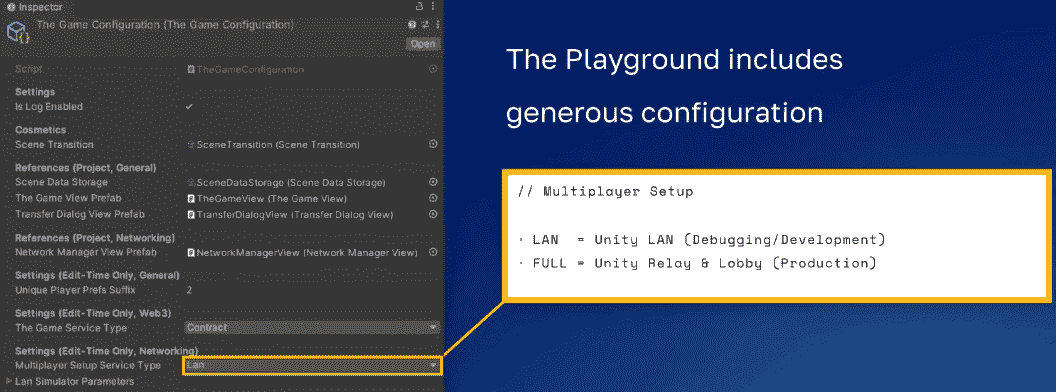 Inspector
The Game Configuration (The Game Configuration)
Open
Script TheGameConfiguration
Settings
Is Log Enabled
Cosmetics
Scene Transition SceneTransition (Scene Transition)
References (Project, General)
Scene Data Storage SceneDataStorage (Scene Data Storage)
The Game View Prefab TheGameView (The Game View)
Transfer Dialog View Prefab TransferDialogView (Transfer Dialog View)
References (Project, Networking)
Network Manager View Prefab NetworkManagerView (Network Manager View)
Settings (Edit-Time Only, General)
Unique Player Prefs Suffix 2
Settings (Edit-Time Only, Web3)
The Game Service Type Contract
Settings (Edit-Time Only, Networking)
Multiplayer Setup Service Type Lan
Lan Simulator Parameters
The Playground includes
generous configuration
// Multiplayer Setup
· LAN = Unity LAN (Debugging/Development)
· FULL = Unity Relay & Lobby (Production)